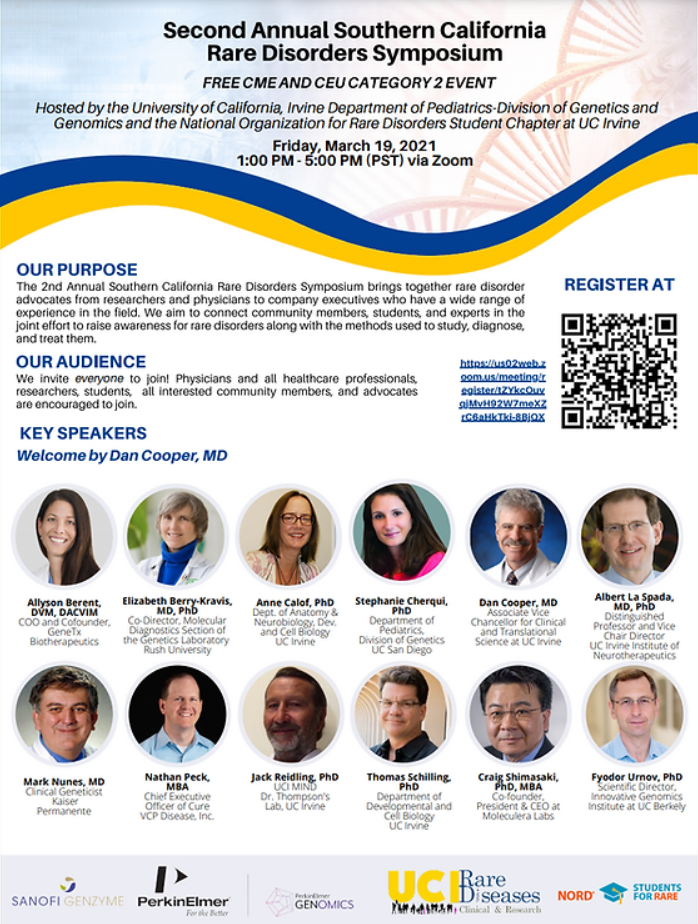 Second Annual Southern California
Rare Disorders Symposium
FREE CME AND CEU CATEGORY 2 EVENT
Hosted by the University of California, Irvine Department of Pediatrics-Division of Genetics and
Genomics and the National Organization for Rare Disorders Student Chapter at UC Irvine
Friday, March 19, 2021
1:00 PM - 5:00 PM (PST) via Zoom
OUR PURPOSE
The 2nd Annual Southern California Rare Disorders Symposium brings together rare disorder
advocates from researchers and physicians to company executives who have a wide range of
experience in the field. We aim to connect community members, students, and experts in the
joint effort to raise awareness for rare disorders along with the methods used to study, diagnose,
and treat them.
REGISTER AT
https://us02web.z
oom.us/meeting/r
egister/tZYkcOuv
qjMvH92W7meXZ
rC6aHkTki-8BjQX
OUR AUDIENCE
We invite everyone to join! Physicians and all healthcare professionals,
researchers, students, all interested community members, and advocates
are encouraged to join.
KEY SPEAKERS
Welcome by Dan Cooper, MD
Allyson Berent,
DVM, DACVIM
COO and Cofounder,
GeneTx
Biotherapeutics
Elizabeth Berry-Kravis,
MD, PhD
Co-Director, Molecular
Diagnostics Section of
the Genetics Laboratory
Rush University
Anne Calof, PhD
Dept. of Anatomy &
Neurobiology, Dev.
and Cell Biology
UC Irvine
Stephanie Cherqui,
PhD
Department of
Pediatrics,
Division of Genetics
UC San Diego
Dan Cooper, MD
Associate Vice
Chancellor for Clinical
and Translational
Science at UC Irvine
Albert La Spada,
MD, PhD
Distinguished
Professor and Vice
Chair Director
UC Irvine Institute of
Neurotherapeutics
Mark Nunes, MD
Clinical Geneticist
Kaiser
Permanente
Nathan Peck,
MBA
Chief Executive
Officer of Cure
VCP Disease, Inc.
Jack Reidling, PhD
UCI MIND
Dr. Thompson's
Lab, UC Irvine
Thomas Schilling,
PhD
Department of
Developmental and
Cell Biology
UC Irvine
Craig Shimasaki,
PhD, MBA
Co-founder,
President & CEO at
Moleculera Labs
Fyodor Urnov, PhD
Scientific Director,
Innovative Genomics
Institute at UC Berkely
SANOFI GENZYME
PerkinElmer
For the Better
PerkinElmer
GENOMICS
UCI Rare
Diseases
Clinical & Research
NORD
STUDENTS
FOR RARE